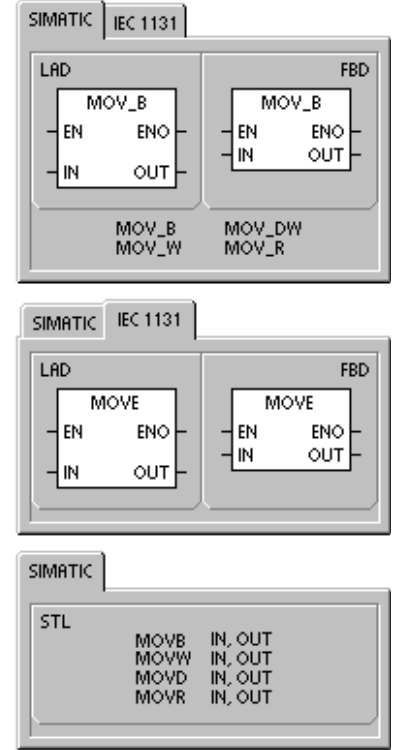 SIMATIC IEC 1131
LAD FBD
MOV_B MOV_B
EN ENO EN ENO
IN OUT IN OUT
MOV_B MOV_DW
MOV_W MOV_R
SIMATIC IEC 1131
LAD FBD
MOVE MOVE
EN ENO EN ENO
IN OUT IN OUT
SIMATIC
STL
MOVB IN, OUT
MOVW IN, OUT
MOVD IN, OUT
MOVR IN, OUT